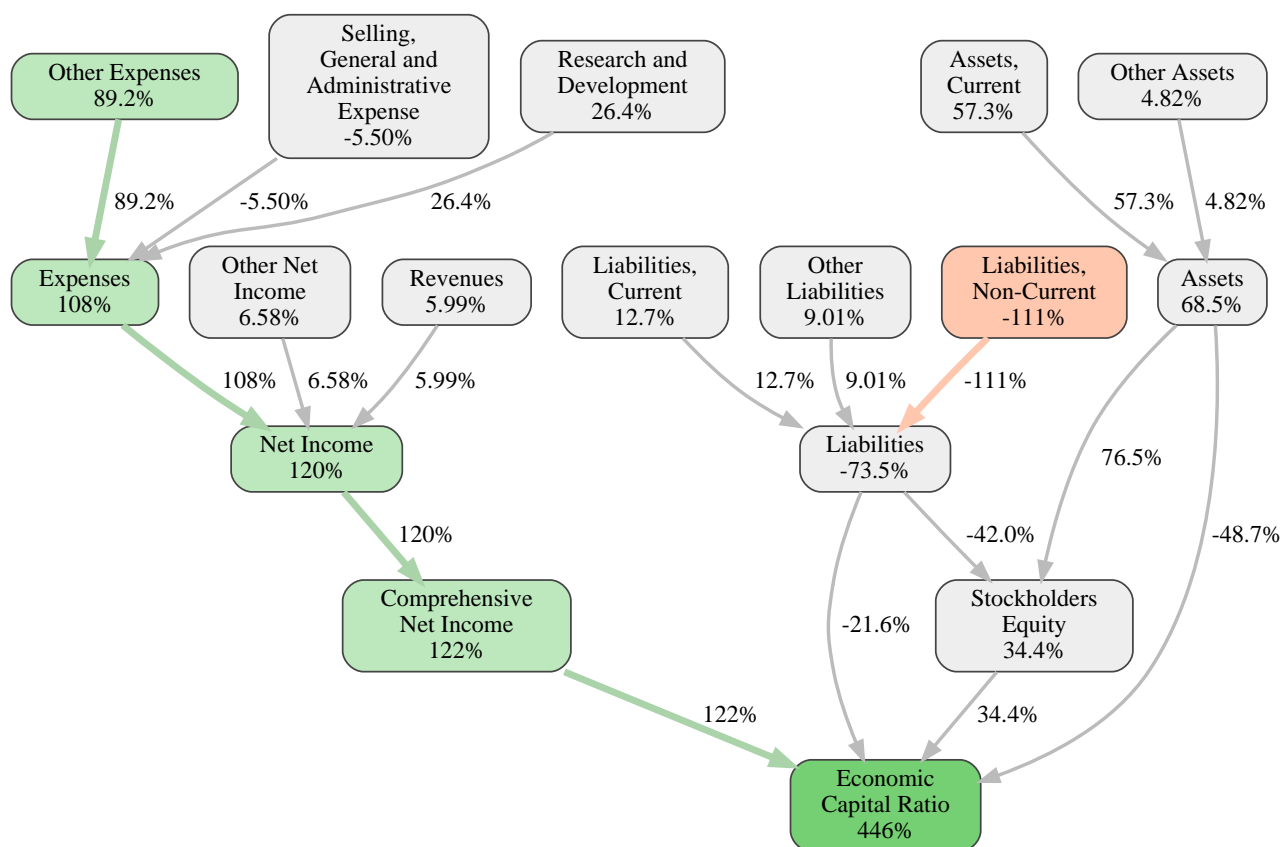 Other Expenses
89.2%
Selling,
General and
Administrative
Expense
-5.50%
Research and
Development
26.4%
Assets,
Current
57.3%
Other Assets
4.82%
89.2%
-5.50%
26.4%
57.3%
4.82%
Expenses
108%
Other Net
Income
6.58%
Revenues
5.99%
Liabilities,
Current
12.7%
Other
Liabilities
9.01%
Liabilities,
Non-Current
-111%
Assets
68.5%
108%
6.58%
5.99%
12.7%
9.01%
-111%
Net Income
120%
Liabilities
-73.5%
76.5%
120%
-42.0%
-48.7%
Comprehensive
Net Income
122%
-21.6%
Stockholders
Equity
34.4%
122%
34.4%
Economic
Capital Ratio
446%